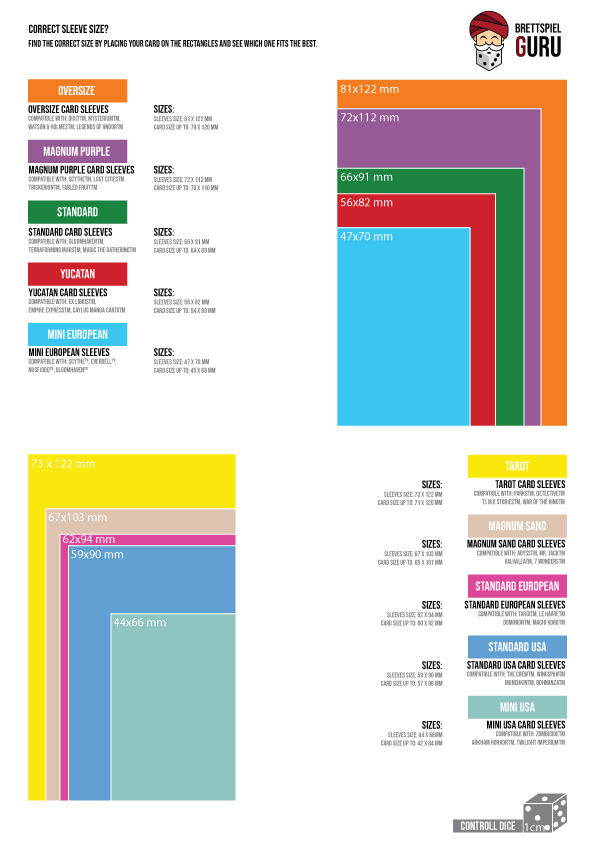 CORRECT SLEEVE SIZE?
FIND THE CORRECT SIZE BY PLACING YOUR CARD ON THE RECTANGLES AND SEE WHICH ONE FITS THE BEST.
BRETTSPIEL
GURU
OVERSIZE
OVERSIZE CARD SLEEVES
COMPATIBLE WITH: DIXITTM, MYSTERIUMTM,
WATSON & HOLMESTM, LEGENDS OF ANDORTM
SIZES:
SLEEVES SIZE: 81 X 122 MM
CARD SIZE UP TO: 79 X 120 MM
MAGNUM PURPLE
MAGNUM PURPLE CARD SLEEVES
COMPATIBLE WITH: SCYTHETM, LOST CITIESTM
TRICKERIONTM, FABLED FRUITTM
SIZES:
SLEEVES SIZE: 72 X 112 MM
CARD SIZE UP TO: 70 X 110 MM
STANDARD
STANDARD CARD SLEEVES
COMPATIBLE WITH: GLOOMHAVENTM,
TERRAFORMING MARSTM, MAGIC THE GATHERINGTM
SIZES:
SLEEVES SIZE: 66 X 91 MM
CARD SIZE UP TO: 64 X 89 MM
YUCATAN
YUCATAN CARD SLEEVES
COMPATIBLE WITH: EX LIBRISTM,
EMPIRE EXPRESSTM, CAYLUS MAGNA CARTATM
SIZES:
SLEEVES SIZE: 56 X 82 MM
CARD SIZE UP TO: 54 X 80 MM
MINI EUROPEAN
MINI EUROPEAN SLEEVES
COMPATIBLE WITH: SCYTHE™, EVERDELL™,
NUSFJORD™, GLOOMHAVEN™
SIZES:
SLEEVES SIZE: 47 X 70 MM
CARD SIZE UP TO: 45 X 68 MM
81x122 mm
72x112 mm
66x91 mm
56x82 mm
47x70 mm
73 x 122 mm
67x103 mm
62x94 mm
59x90 mm
44x66 mm
TAROT
TAROT CARD SLEEVES
COMPATIBLE WITH: PARKSTM, DETECTIVETM
T.I.M.E STORIESTM, WAR OF THE RINGTM
SIZES:
SLEEVES SIZE: 73 X 122 MM
CARD SIZE UP TO: 71 X 120 MM
MAGNUM SAND
MAGNUM SAND CARD SLEEVES
COMPATIBLE WITH: ABYSSTM, MR. JACKTM
VALHALLATM, 7 WONDERSTM
SIZES:
SLEEVES SIZE: 67 X 103 MM
CARD SIZE UP TO: 65 X 101 MM
STANDARD EUROPEAN
STANDARD EUROPEAN SLEEVES
COMPATIBLE WITH: TAKOITM, LE HAVRETM
DOMINIONTM, MACHI KOROTM
SIZES:
SLEEVES SIZE: 62 X 94 MM
CARD SIZE UP TO: 60 X 92 MM
STANDARD USA
STANDARD USA CARD SLEEVES
COMPATIBLE WITH: THE CREWTM, WINGSPANTM
MUNCHKINTM, BOHNANZATM
SIZES:
SLEEVES SIZE: 59 X 90 MM
CARD SIZE UP TO: 57 X 88 MM
MINI USA
MINI USA CARD SLEEVES
COMPATIBLE WITH: ZOMBICIDETM
ARKHAM HORRORTM, TWILIGHT IMPERIUMTM
SIZES:
SLEEVES SIZE: 44 X 66MM
CARD SIZE UP TO: 42 X 64 MM
CONTROLL DICE
1cm